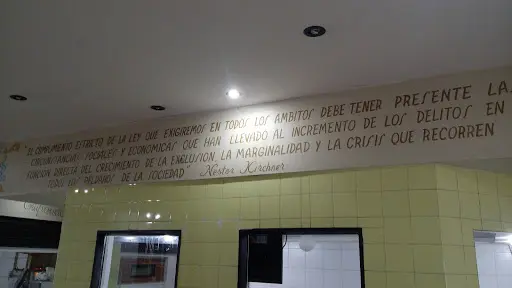 "EL CUMPLIMIENTO ESTRICTO DE LA LEY QUE EXIGIREMOS EN TODOS LOS AMBITOS DEBE TENER PRESENTE LAS
CIRCUNSTANCIAS SOCIALES Y ECONOMICAS QUE HAN LLEVADO AL INCREMENTO DE LOS DELITOS EN
FUNCION DIRECTA DEL CRECIMIENTO DE LA EXCLUSION, LA MARGINALIDAD Y LA CRISIS QUE RECORREN
TODOS LOS PELDAÑOS DE LA SOCIEDAD" Nestor Kirchner